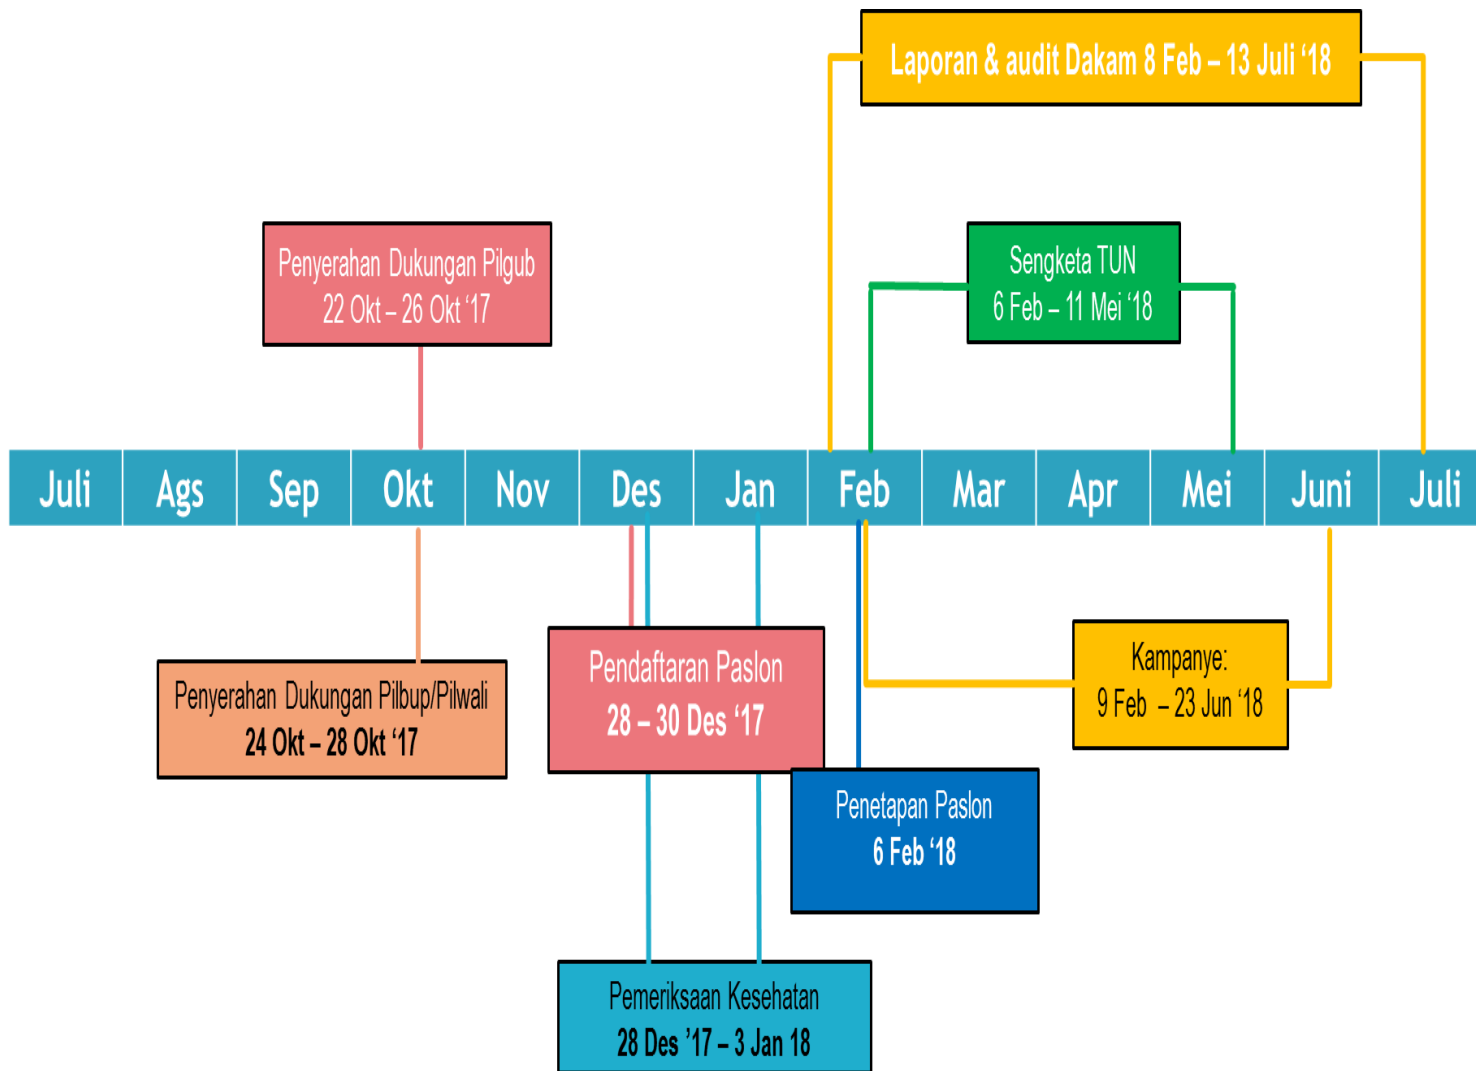 Laporan & audit Dakam 8 Feb – 13 Juli ‘18
Penyerahan Dukungan Pilgub
22 Okt – 26 Okt ‘17
Sengketa TUN
6 Feb – 11 Mei ‘18
Juli Ags Sep Okt Nov Des Jan Feb Mar Apr Mei Juni Juli
Penyerahan Dukungan Pilbup/Pilwali
24 Okt – 28 Okt ‘17
Pendaftaran Paslon
28 – 30 Des ‘17
Kampanye:
9 Feb – 23 Jun ‘18
Penetapan Paslon
6 Feb ‘18
Pemeriksaan Kesehatan
28 Des ’17 – 3 Jan 18